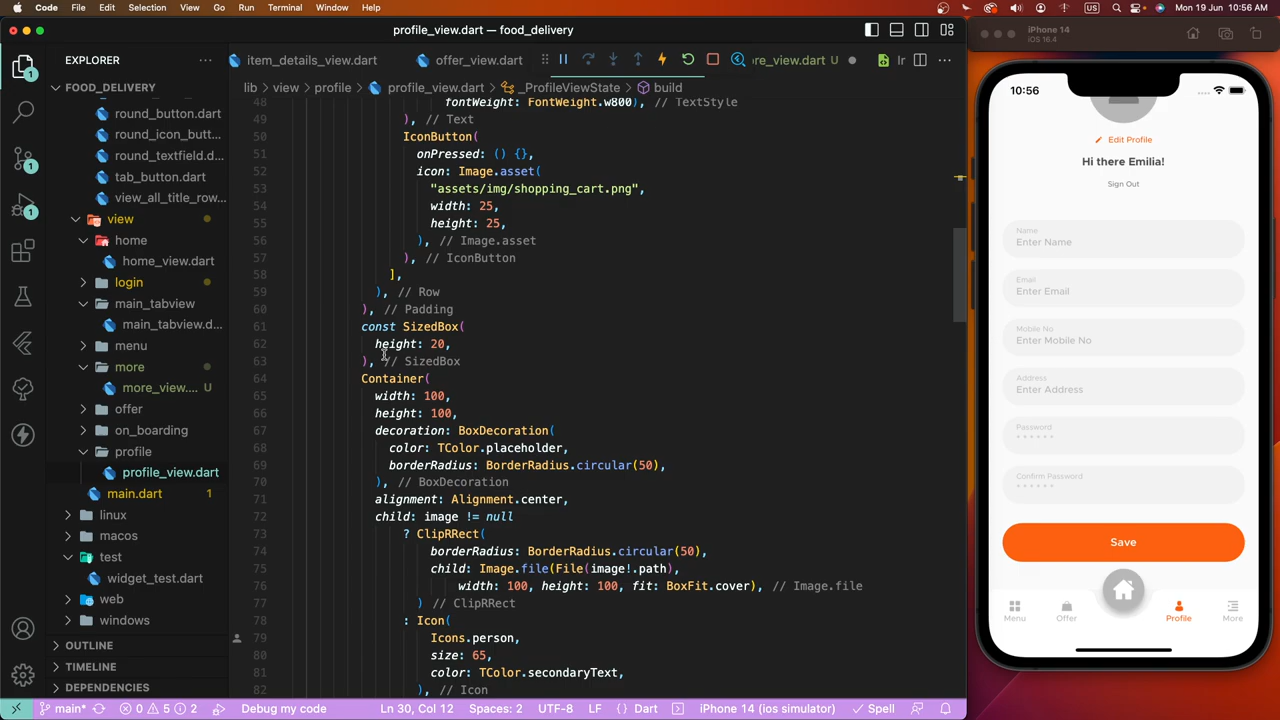 Code File Edit Selection View Go Run Terminal Window Help US Mon 19 Jun 10:56 AM
profile_view.dart — food_delivery
iPhone 14
iOS 16.4
EXPLORER
item_details_view.dart offer_view.dart re_view.dart U
FOOD_DELIVERY
lib view profile profile_view.dart _ProfileViewState build
round_button.dart
round_icon_butt...
round_textfield.d...
tab_button.dart
view_all_title_row...
view
home
home_view.dart
login
main_tabview
main_tabview.d...
menu
more
more_view.... U
offer
on_boarding
profile
profile_view.dart
main.dart 1
linux
macos
test
widget_test.dart
web
windows
OUTLINE
TIMELINE
DEPENDENCIES
48 fontWeight: FontWeight.w800), // TextStyle
49 ), // Text
50 IconButton(
51 onPressed: () {},
52 icon: Image.asset(
53 "assets/img/shopping_cart.png",
54 width: 25,
55 height: 25,
56 ), // Image.asset
57 ), // IconButton
58 ],
59 ), // Row
60 ), // Padding
61 const SizedBox(
62 height: 20,
63 ), // SizedBox
64 Container(
65 width: 100,
66 height: 100,
67 decoration: BoxDecoration(
68 color: TColor.placeholder,
69 borderRadius: BorderRadius.circular(50),
70 ), // BoxDecoration
71 alignment: Alignment.center,
72 child: image != null
73 ? ClipRRect(
74 borderRadius: BorderRadius.circular(50),
75 child: Image.file(File(image!.path),
76 width: 100, height: 100, fit: BoxFit.cover), // Image.file
77 ) // ClipRRect
78 : Icon(
79 Icons.person,
80 size: 65,
81 color: TColor.secondaryText,
82 ), // Icon
10:56
Edit Profile
Hi there Emilia!
Sign Out
Name
Enter Name
Email
Enter Email
Mobile No
Enter Mobile No
Address
Enter Address
Password
* * * * * *
Confirm Password
* * * * * *
Save
Menu Offer Profile More
main* 0 5 2 Debug my code Ln 30, Col 12 Spaces: 2 UTF-8 LF {} Dart iPhone 14 (ios simulator) Spell